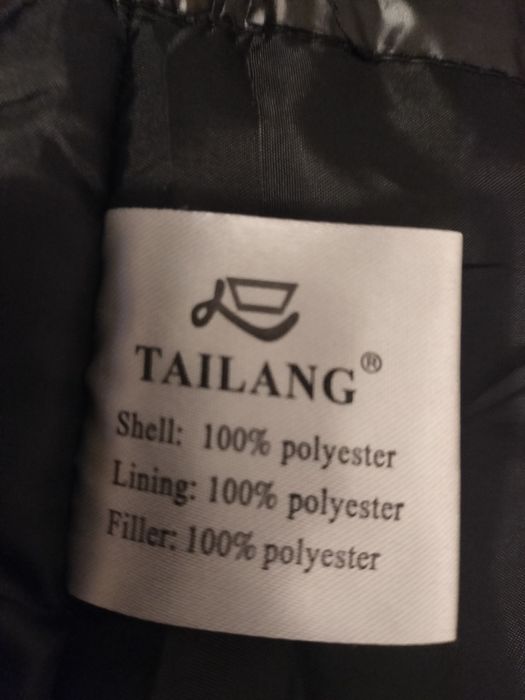 TAILANG®
Shell: 100% polyester
Lining: 100% polyester
Filler: 100% polyester